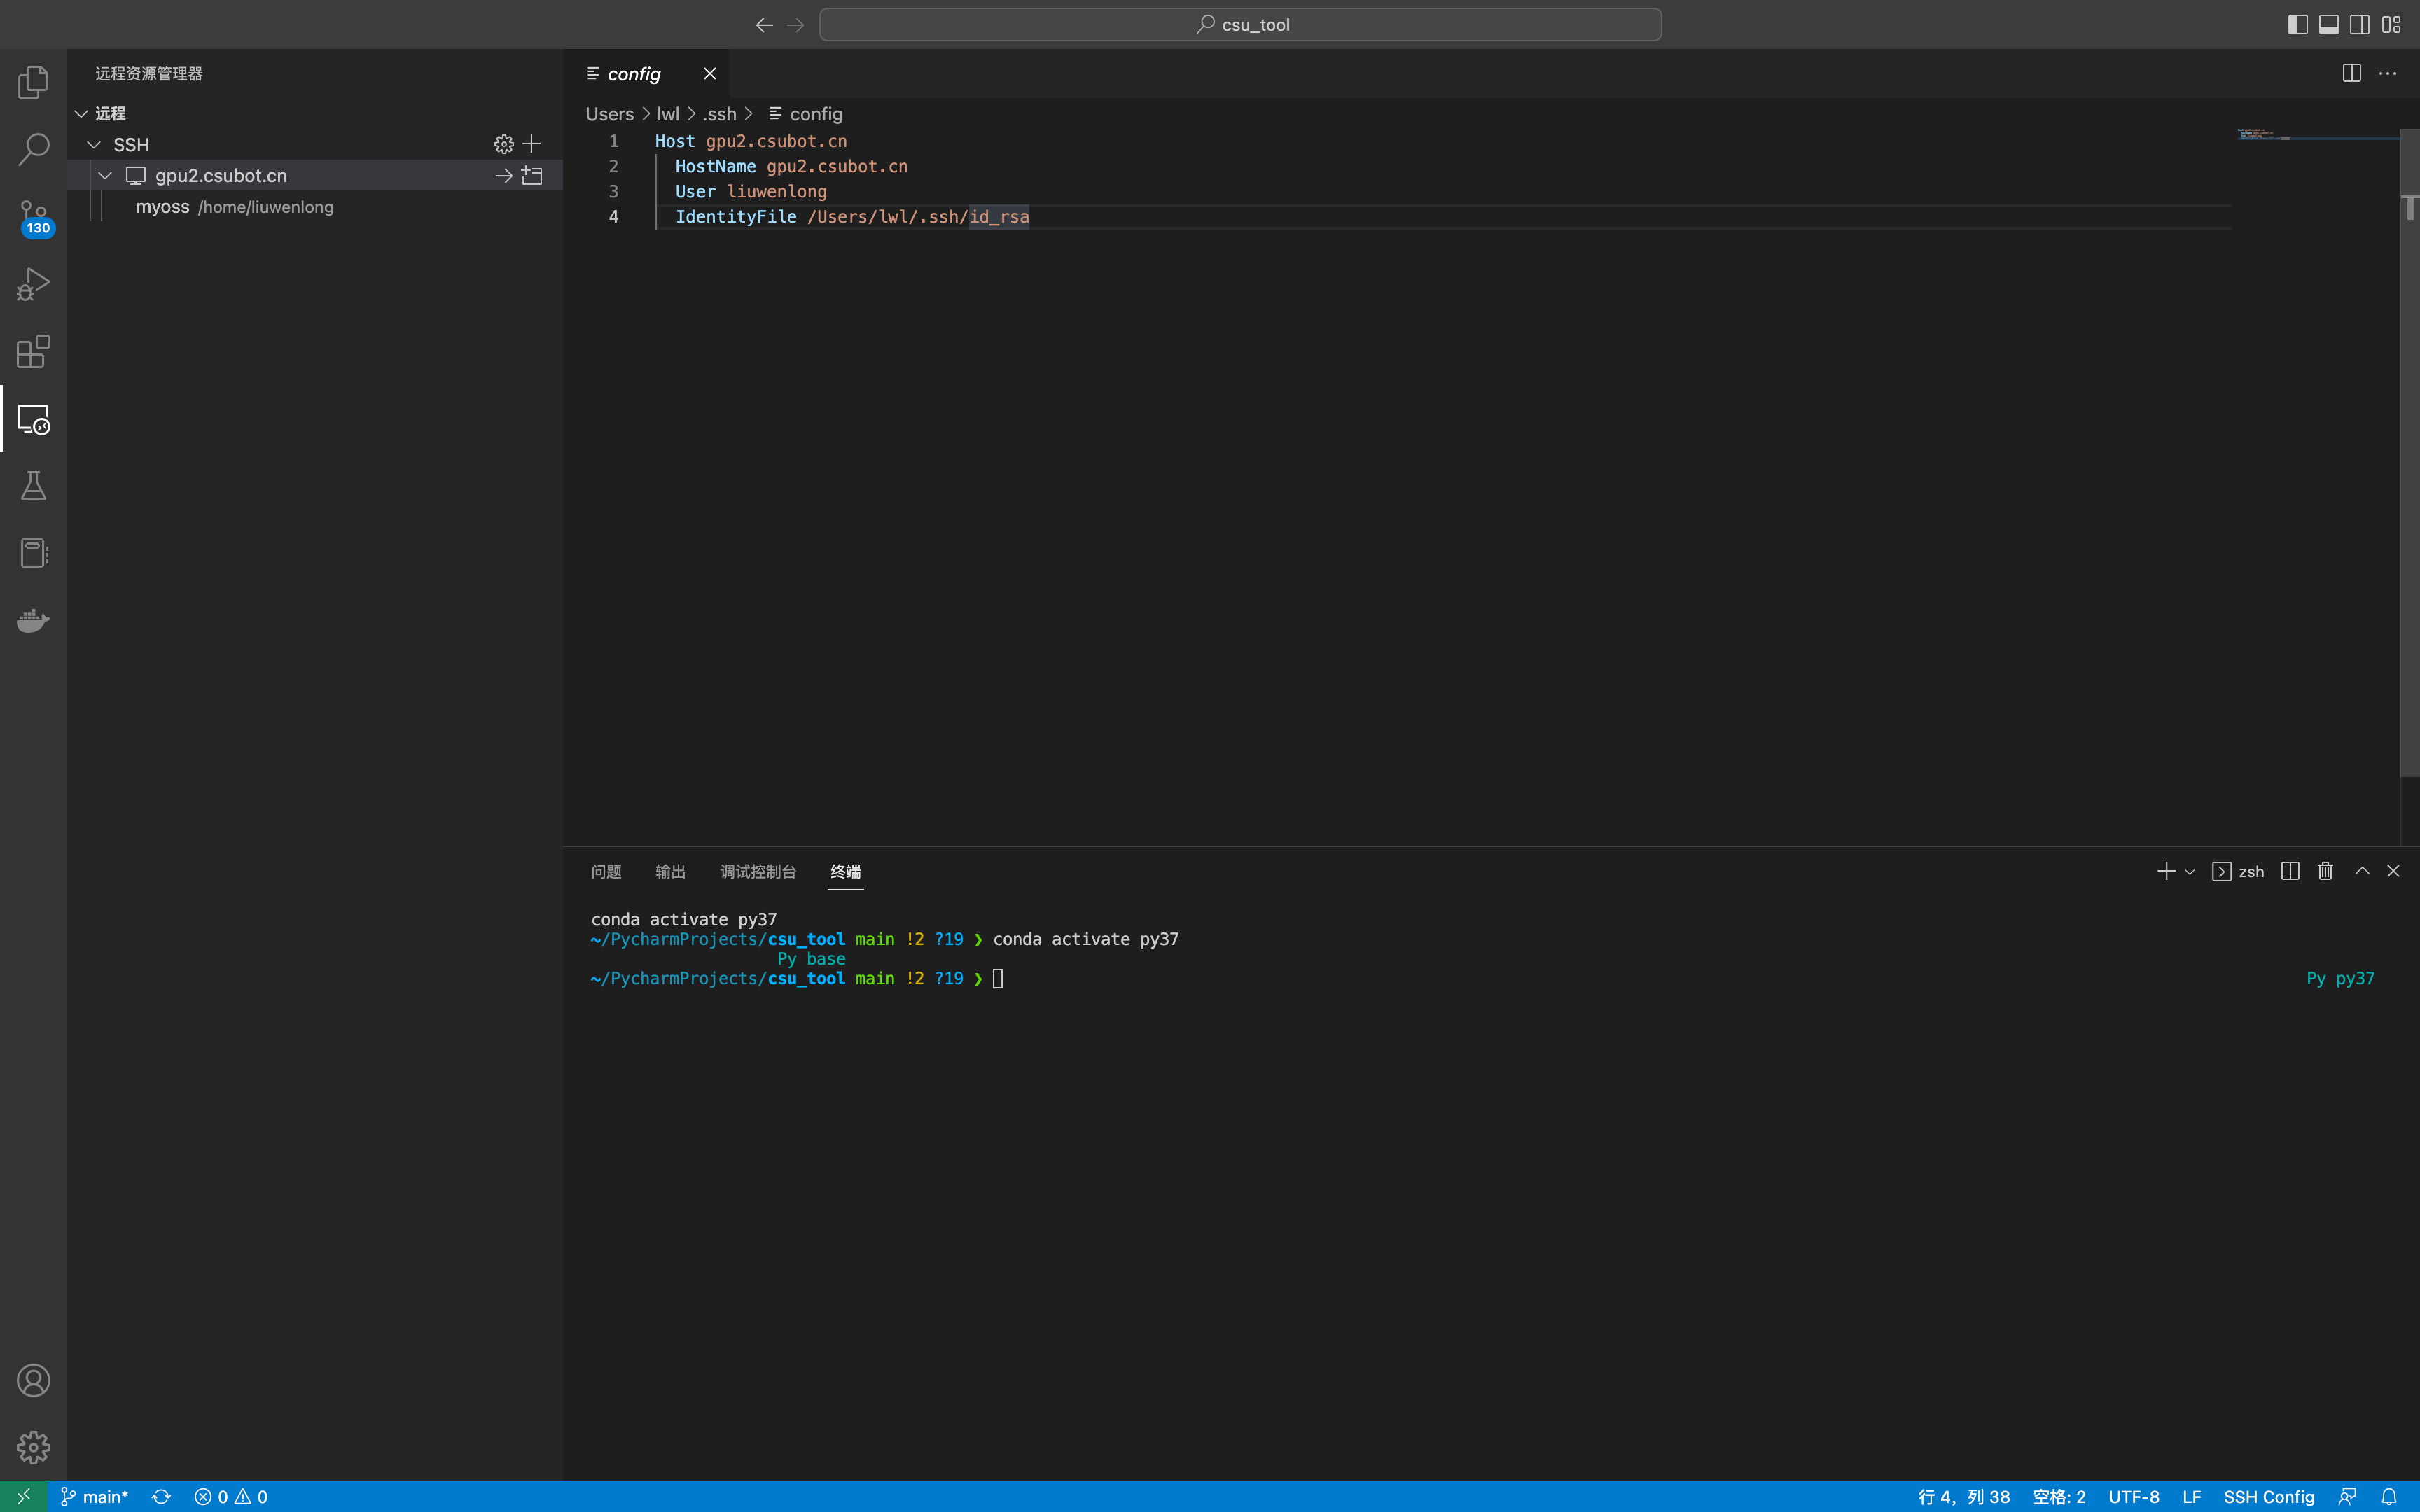 csu_tool
远程资源管理器
远程
SSH
gpu2.csubot.cn
myoss /home/liuwenlong
130
config
Users > lwl > .ssh > config
1 Host gpu2.csubot.cn
2 HostName gpu2.csubot.cn
3 User liuwenlong
4 IdentityFile /Users/lwl/.ssh/id_rsa
问题 输出 调试控制台 终端
zsh
conda activate py37
~/PycharmProjects/csu_tool main !2 ?19 ❯ conda activate py37
Py base
~/PycharmProjects/csu_tool main !2 ?19 ❯ Py py37
main* 0 0 行 4，列 38 空格: 2 UTF-8 LF SSH Config